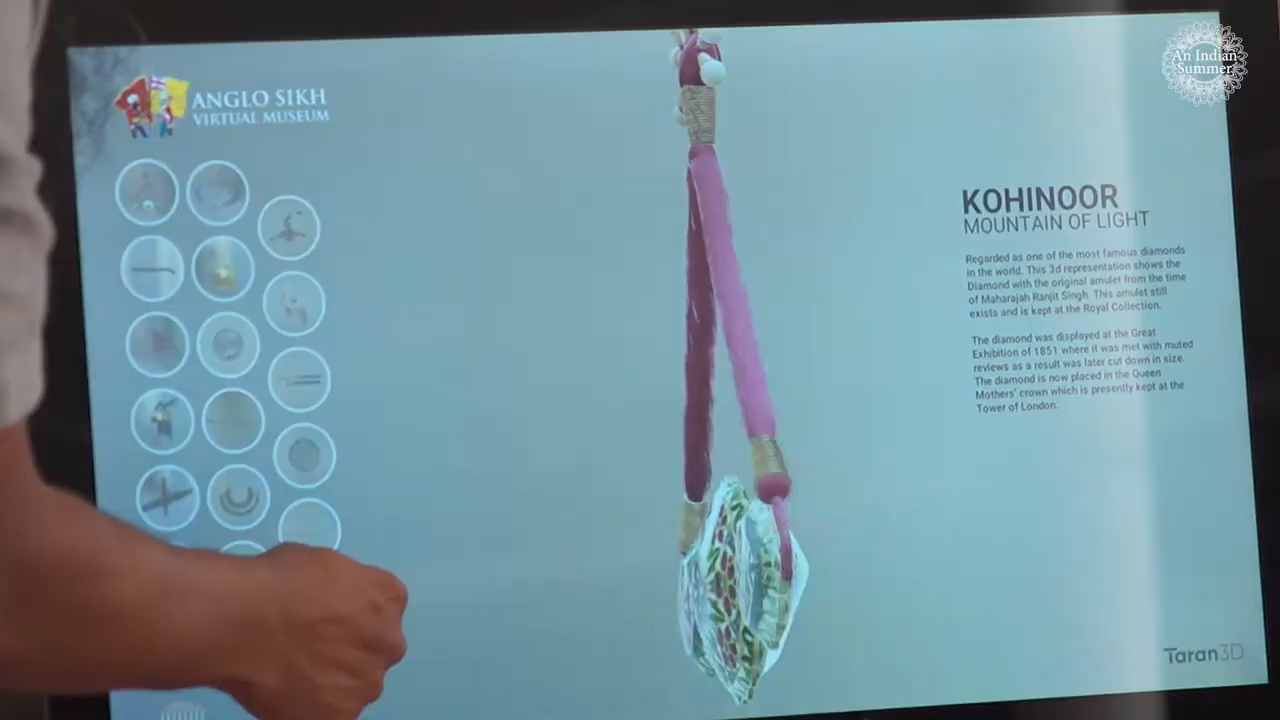 An Indian
Summer
ANGLO SIKH
VIRTUAL MUSEUM
KOHINOOR
MOUNTAIN OF LIGHT
Regarded as one of the most famous diamonds
in the world. This 3d representation shows the
Diamond with the original amulet from the time
of Maharajah Ranjit Singh. This amulet still
exists and is kept at the Royal Collection.
The diamond was displayed at the Great
Exhibition of 1851 where it was met with muted
reviews as a result was later cut down in size.
The diamond is now placed in the Queen
Mothers' crown which is presently kept at the
Tower of London.
Taran3D